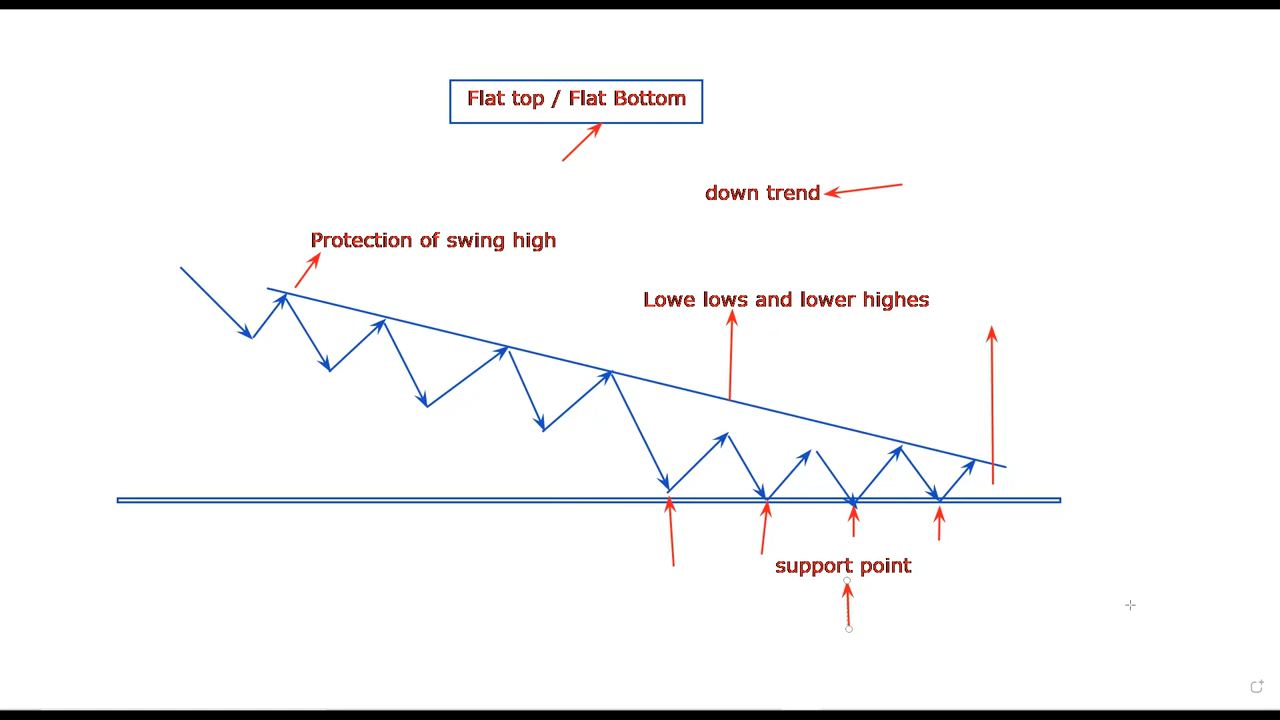 Flat top / Flat Bottom
down trend
Protection of swing high
Lowe lows and lower highes
support point